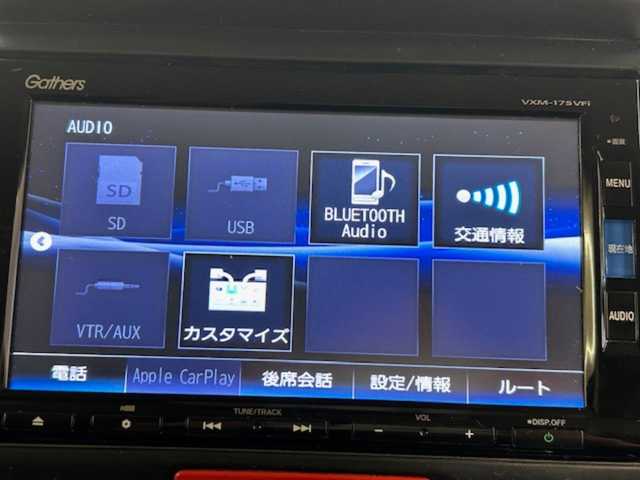 Gathers
VXM-175VFi
AUDIO
SD
SD
USB
BLUETOOTH
Audio
交通情報
VTR/AUX
カスタマイズ
電話
Apple CarPlay
後席会話
設定/情報
ルート
MENU
現在地
AUDIO
TUNE/TRACK
VOL
DISP.OFF